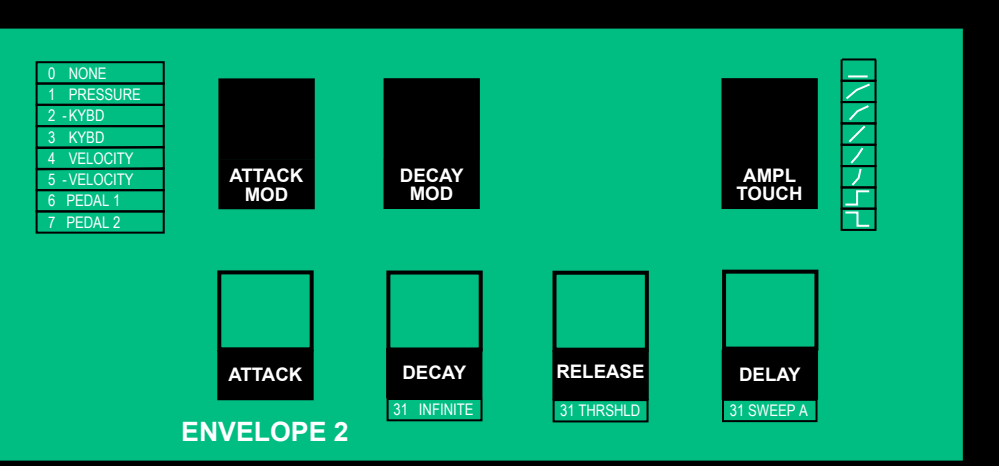 0 NONE
1 PRESSURE
2 -KYBD
3 KYBD
4 VELOCITY
5 -VELOCITY
6 PEDAL 1
7 PEDAL 2
ATTACK
MOD
DECAY
MOD
AMPL
TOUCH
ATTACK
DECAY
RELEASE
DELAY
31 INFINITE
31 THRSHLD
31 SWEEP A
ENVELOPE 2